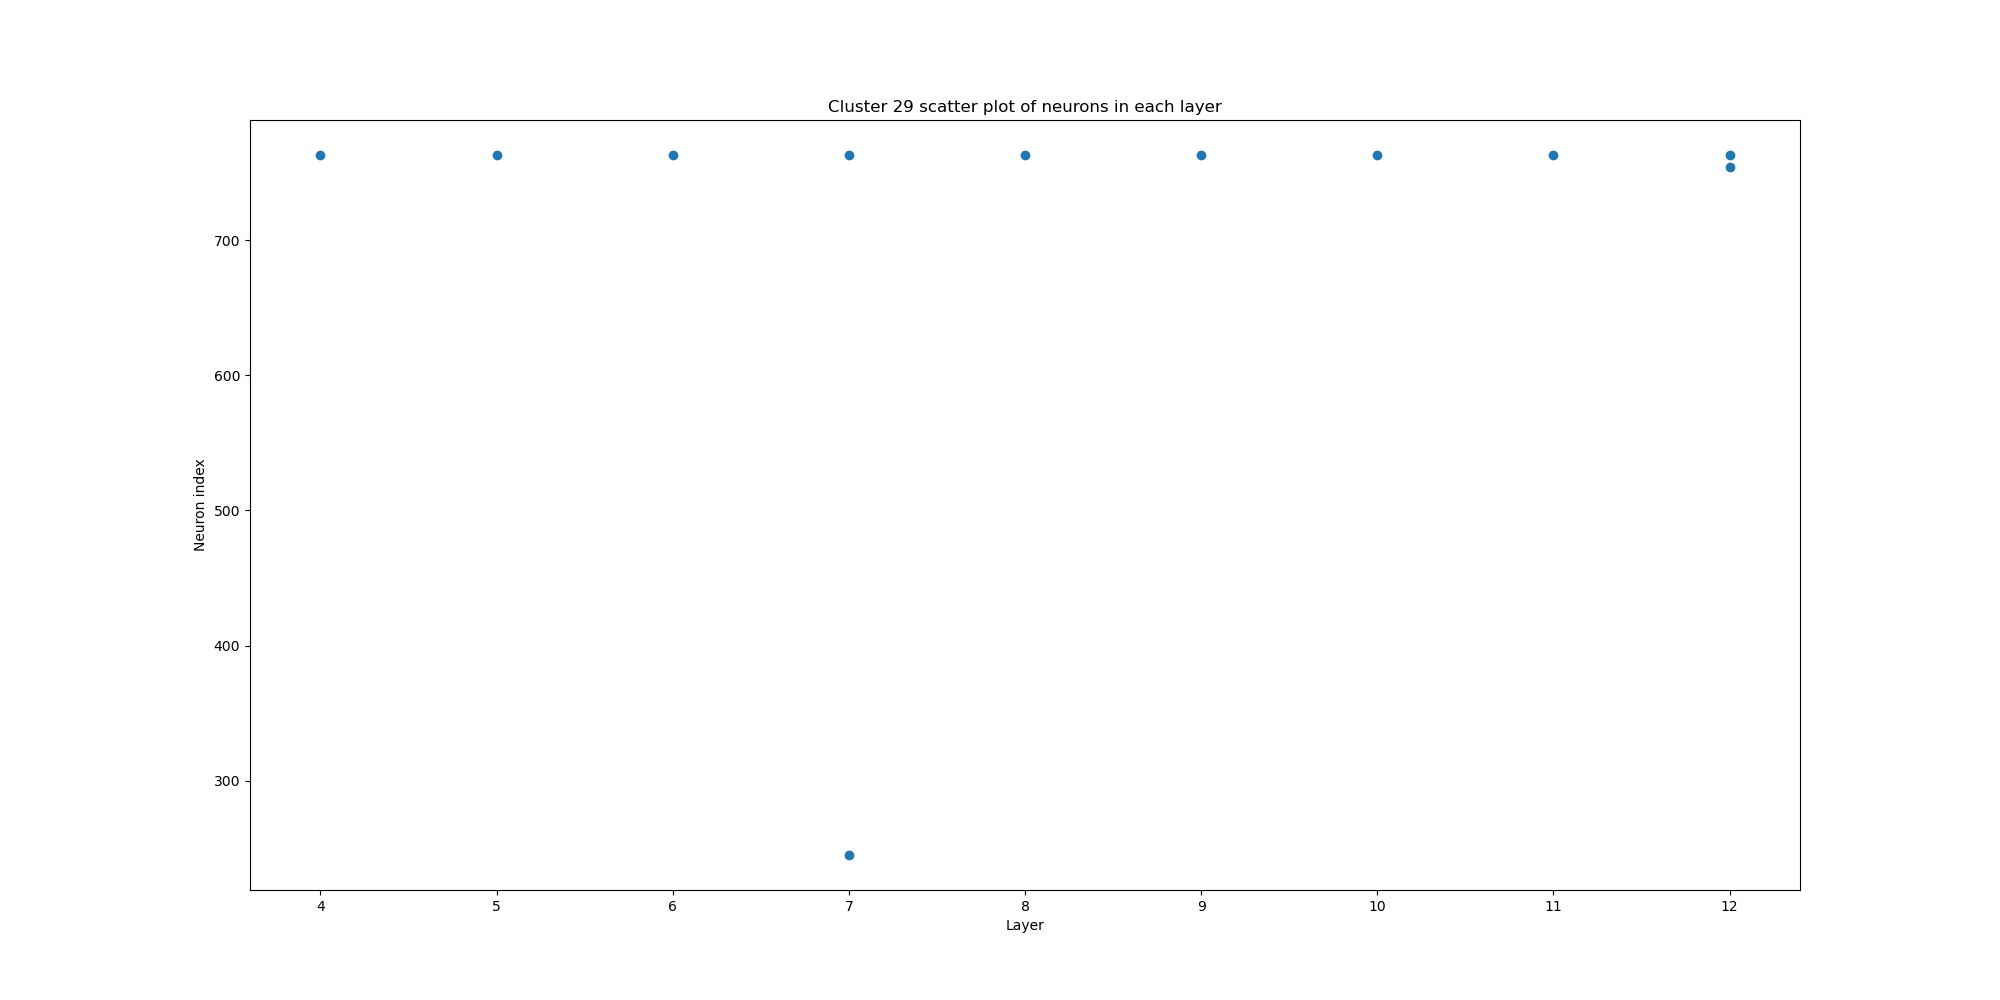 Cluster 29 scatter plot of neurons in each layer
700
600
500
400
300
Neuron index
4 5 6 7 8 9 10 11 12
Layer